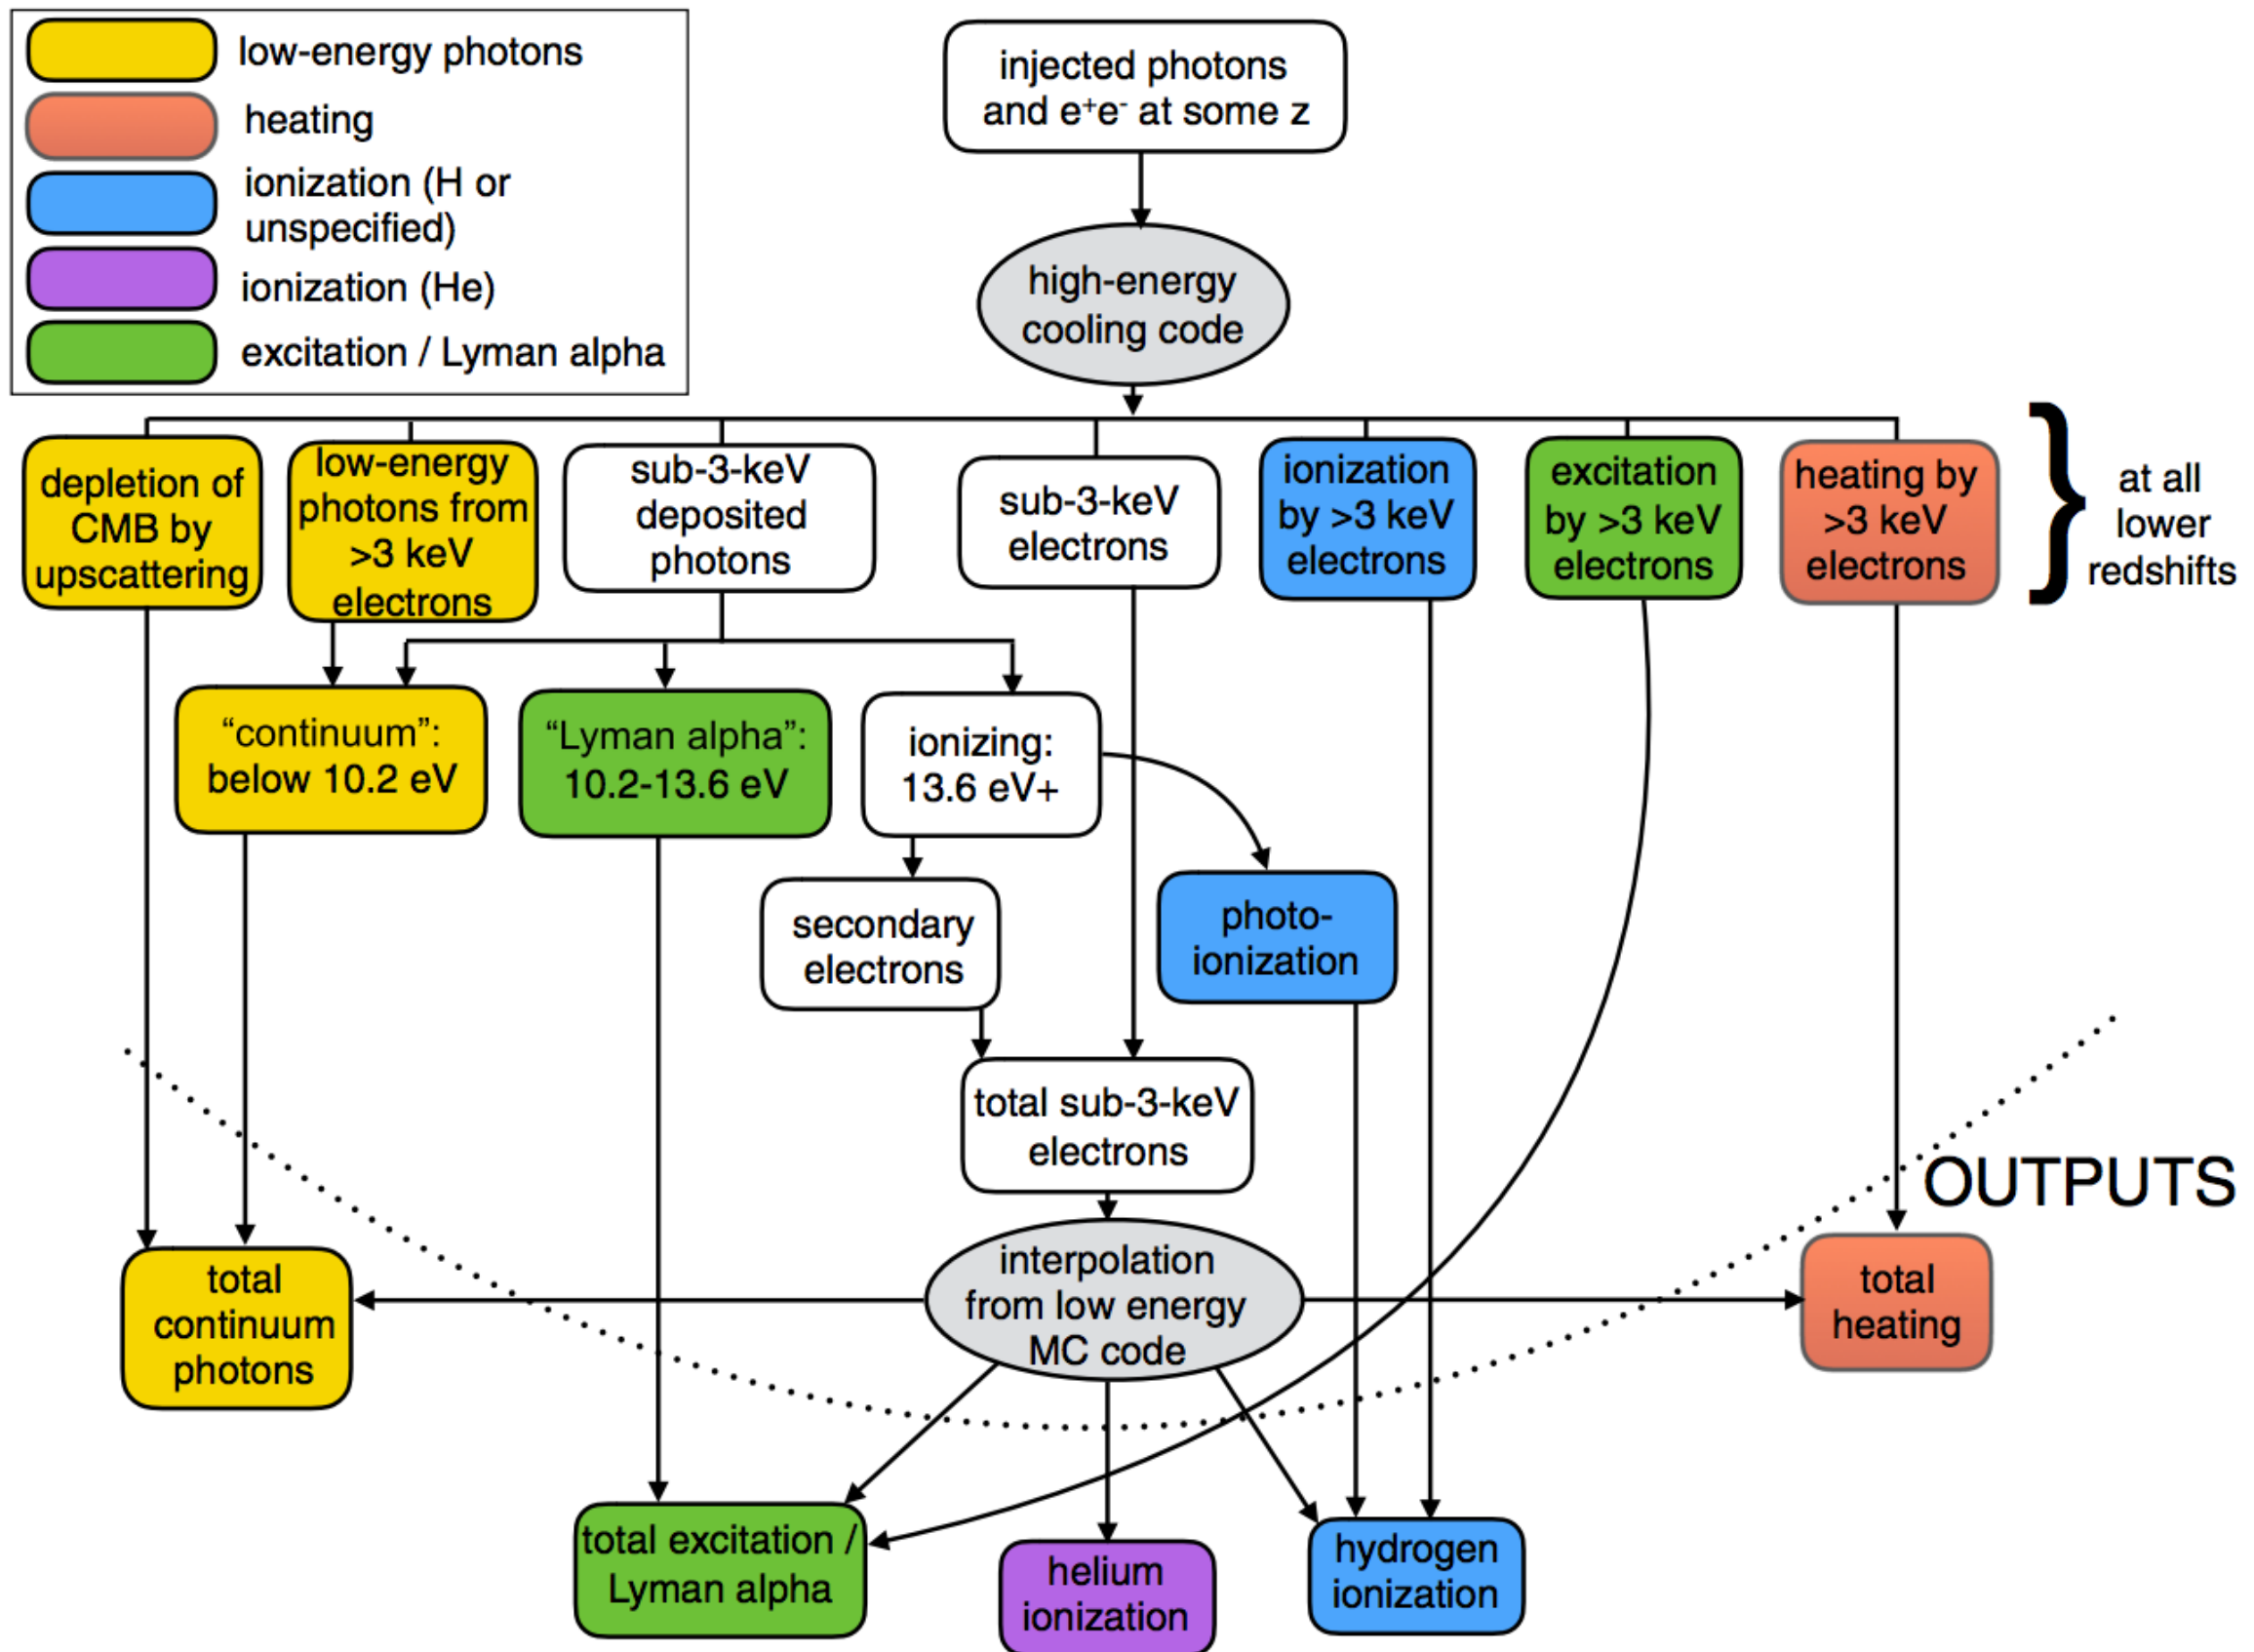 low-energy photons
heating
ionization (H or
unspecified)
ionization (He)
excitation / Lyman alpha
injected photons
and e⁺e⁻ at some z
high-energy
cooling code
depletion of
CMB by
upscattering
low-energy
photons from
>3 keV
electrons
sub-3-keV
deposited
photons
sub-3-keV
electrons
ionization
by >3 keV
electrons
excitation
by >3 keV
electrons
heating by
>3 keV
electrons
}
at all
lower
redshifts
“continuum”:
below 10.2 eV
“Lyman alpha”:
10.2-13.6 eV
ionizing:
13.6 eV+
secondary
electrons
photo-
ionization
total sub-3-keV
electrons
OUTPUTS
interpolation
from low energy
MC code
total
continuum
photons
total
heating
total excitation /
Lyman alpha
helium
ionization
hydrogen
ionization